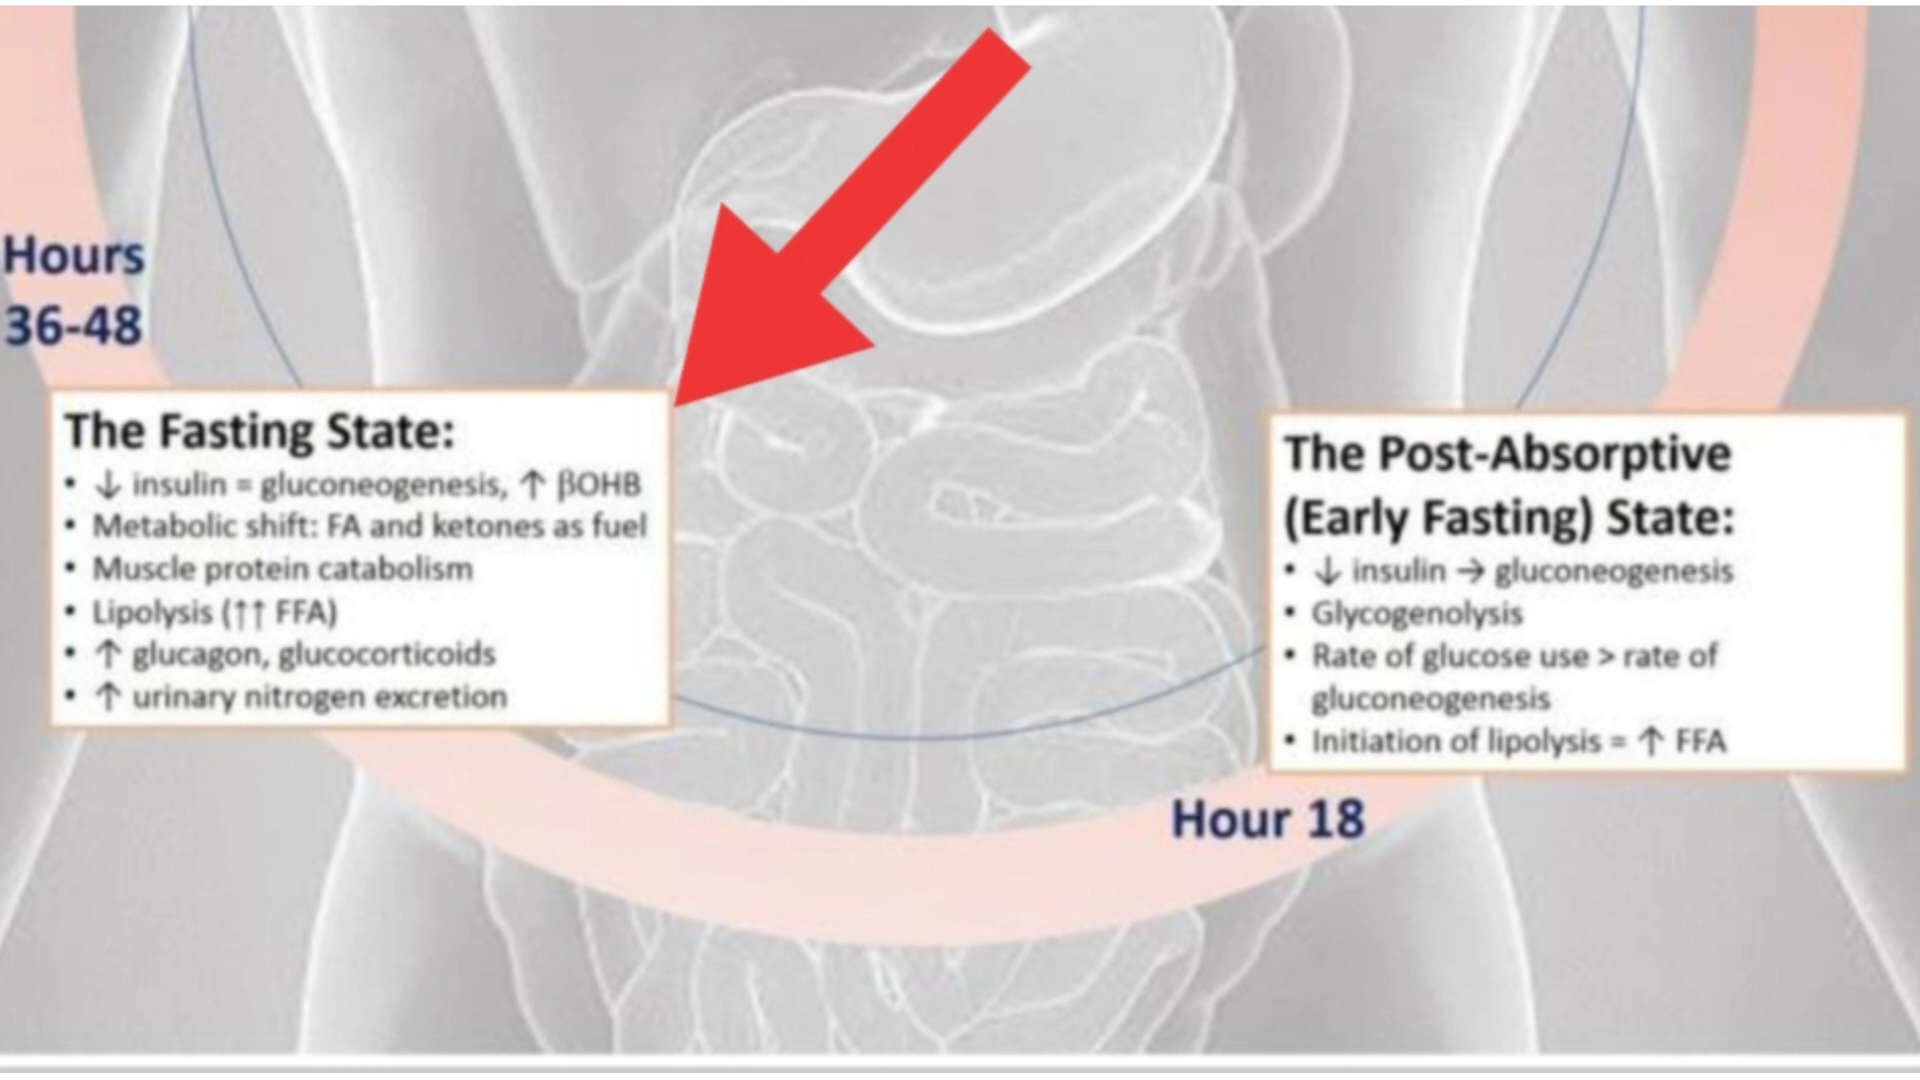 Hours
36-48
The Fasting State:
• ↓ insulin = gluconeogenesis, ↑ βOHB
• Metabolic shift: FA and ketones as fuel
• Muscle protein catabolism
• Lipolysis (↑↑ FFA)
• ↑ glucagon, glucocorticoids
• ↑ urinary nitrogen excretion
The Post-Absorptive
(Early Fasting) State:
• ↓ insulin → gluconeogenesis
• Glycogenolysis
• Rate of glucose use > rate of
gluconeogenesis
• Initiation of lipolysis = ↑ FFA
Hour 18